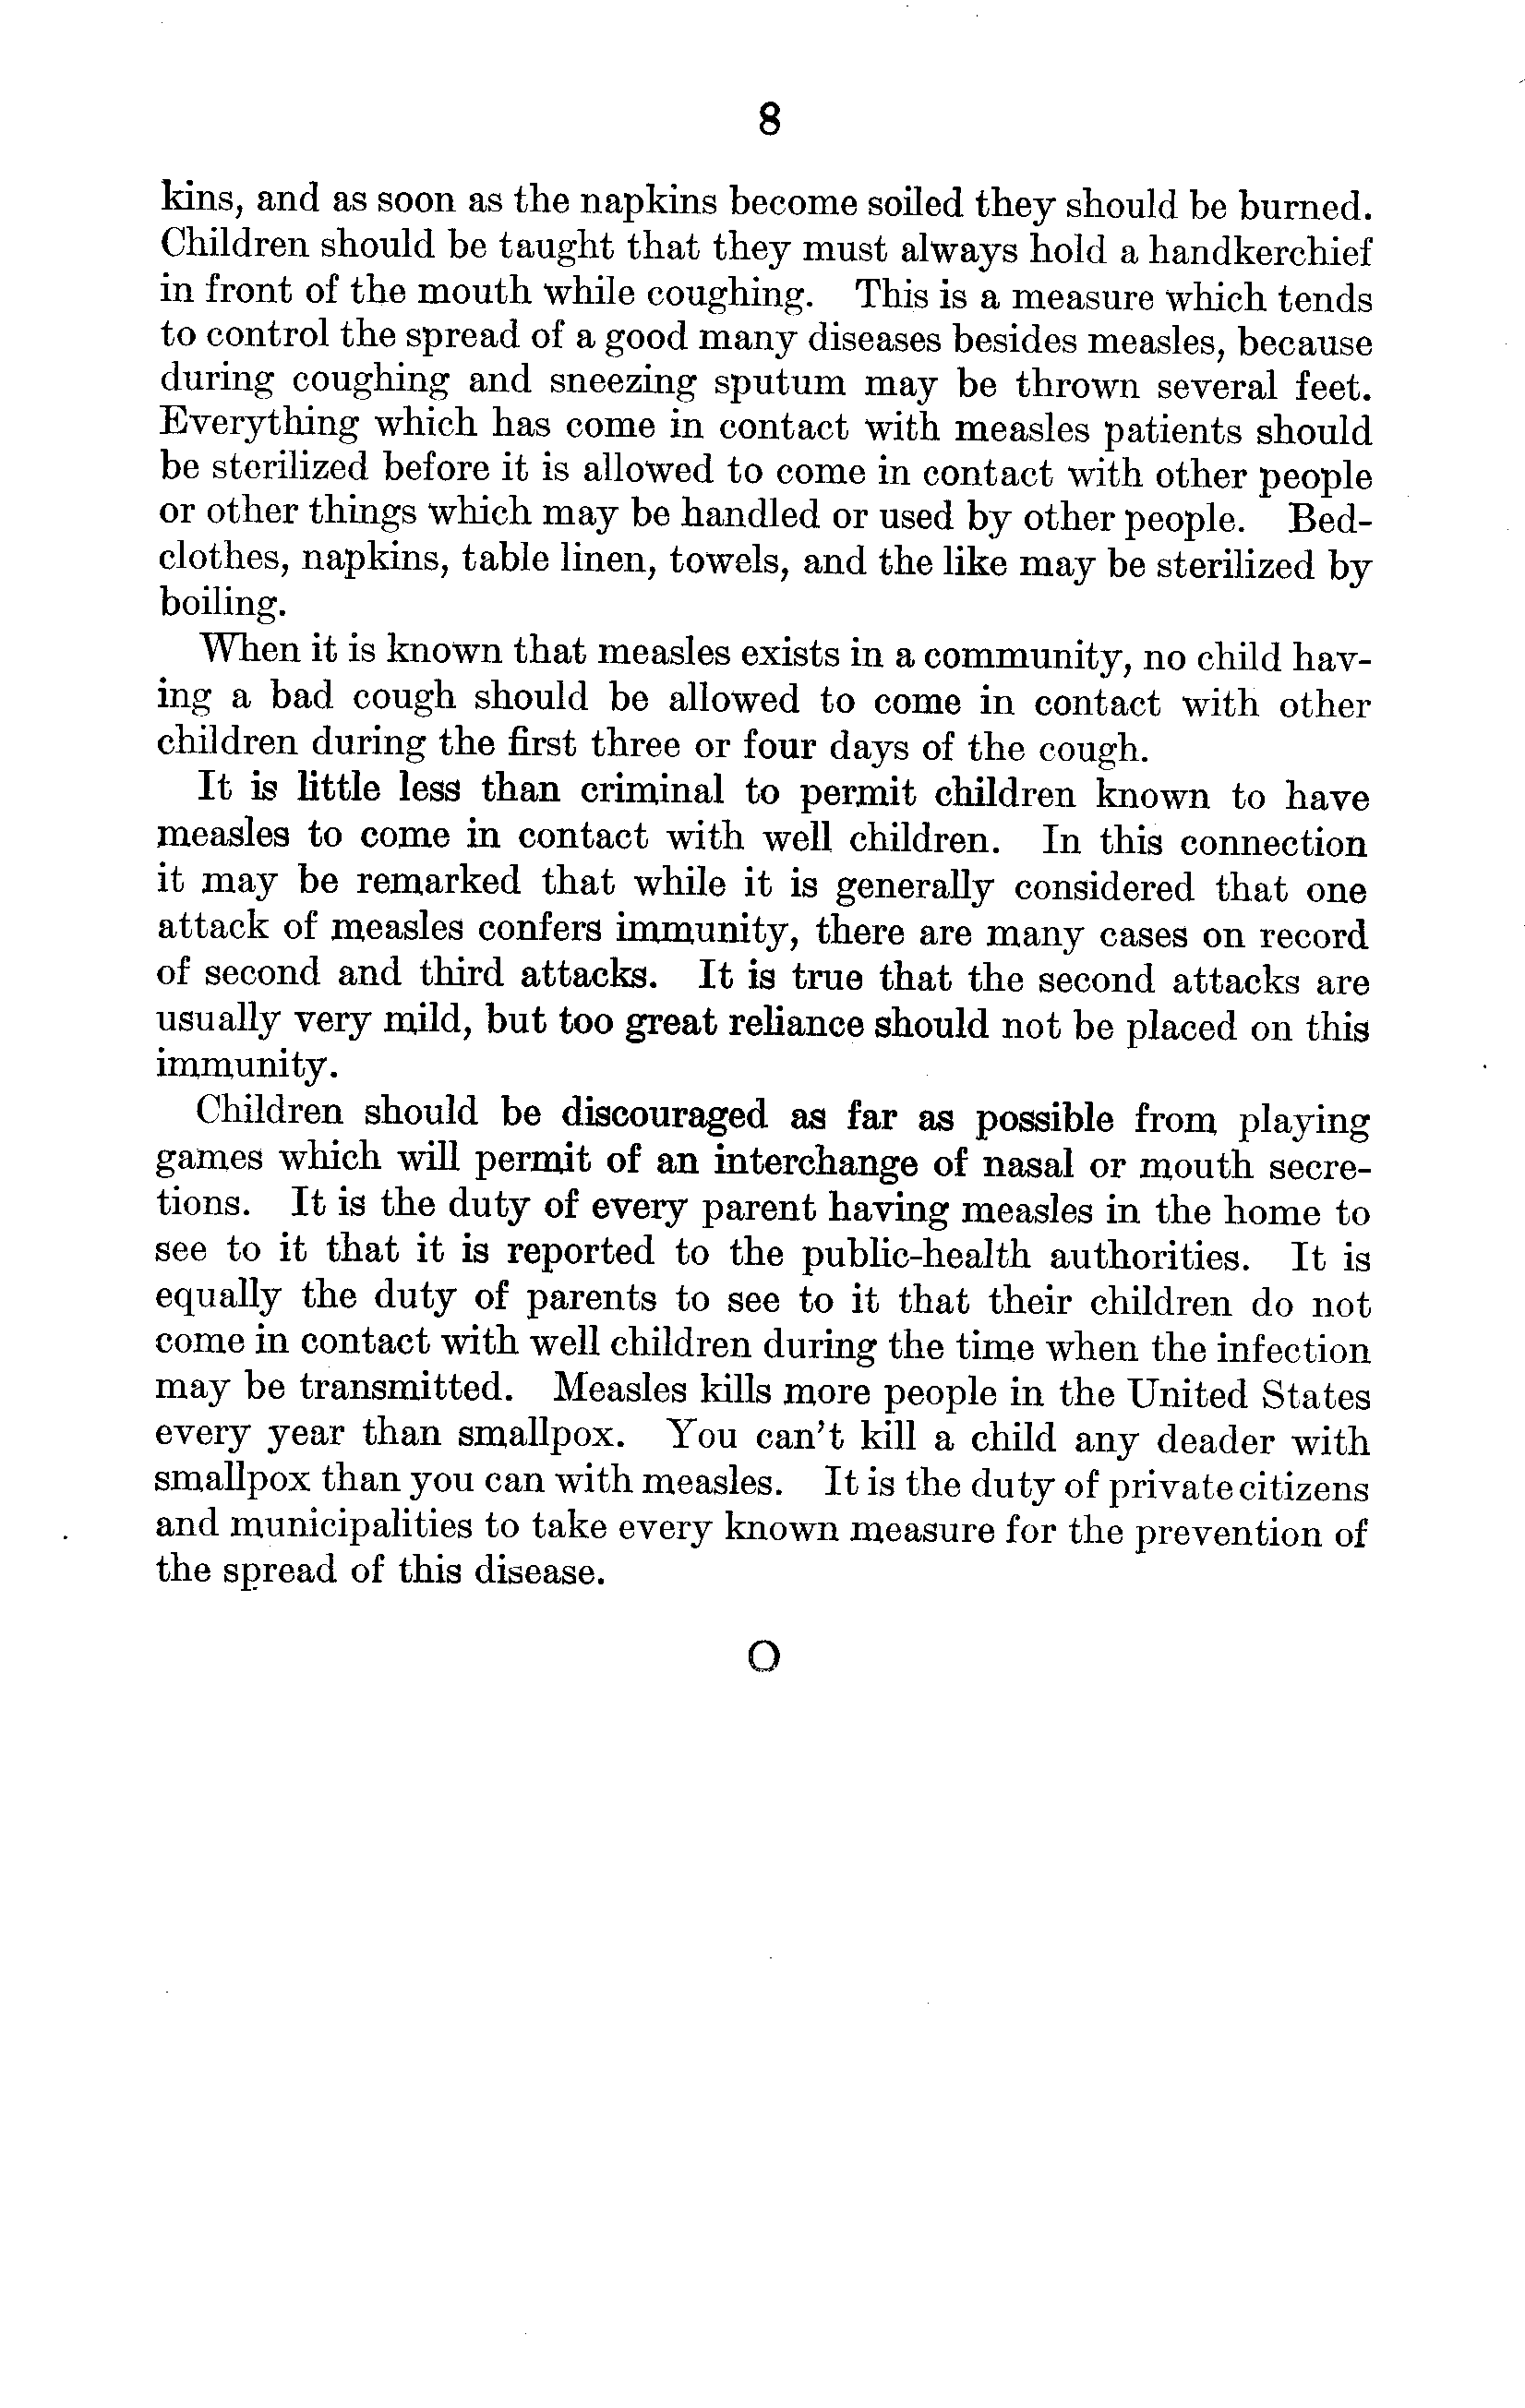 8
kins, and as soon as the napkins become soiled they should be burned.
Children should be taught that they must always hold a handkerchief
in front of the mouth while coughing. This is a measure which tends
to control the spread of a good many diseases besides measles, because
during coughing and sneezing sputum may be thrown several feet.
Everything which has come in contact with measles patients should
be sterilized before it is allowed to come in contact with other people
or other things which may be handled or used by other people. Bed-
clothes, napkins, table linen, towels, and the like may be sterilized by
boiling.
When it is known that measles exists in a community, no child hav-
ing a bad cough should be allowed to come in contact with other
children during the first three or four days of the cough.
It is little less than criminal to permit children known to have
measles to come in contact with well children. In this connection
it may be remarked that while it is generally considered that one
attack of measles confers immunity, there are many cases on record
of second and third attacks. It is true that the second attacks are
usually very mild, but too great reliance should not be placed on this
immunity.
Children should be discouraged as far as possible from playing
games which will permit of an interchange of nasal or mouth secre-
tions. It is the duty of every parent having measles in the home to
see to it that it is reported to the public-health authorities. It is
equally the duty of parents to see to it that their children do not
come in contact with well children during the time when the infection
may be transmitted. Measles kills more people in the United States
every year than smallpox. You can't kill a child any deader with
smallpox than you can with measles. It is the duty of private citizens
and municipalities to take every known measure for the prevention of
the spread of this disease.
O